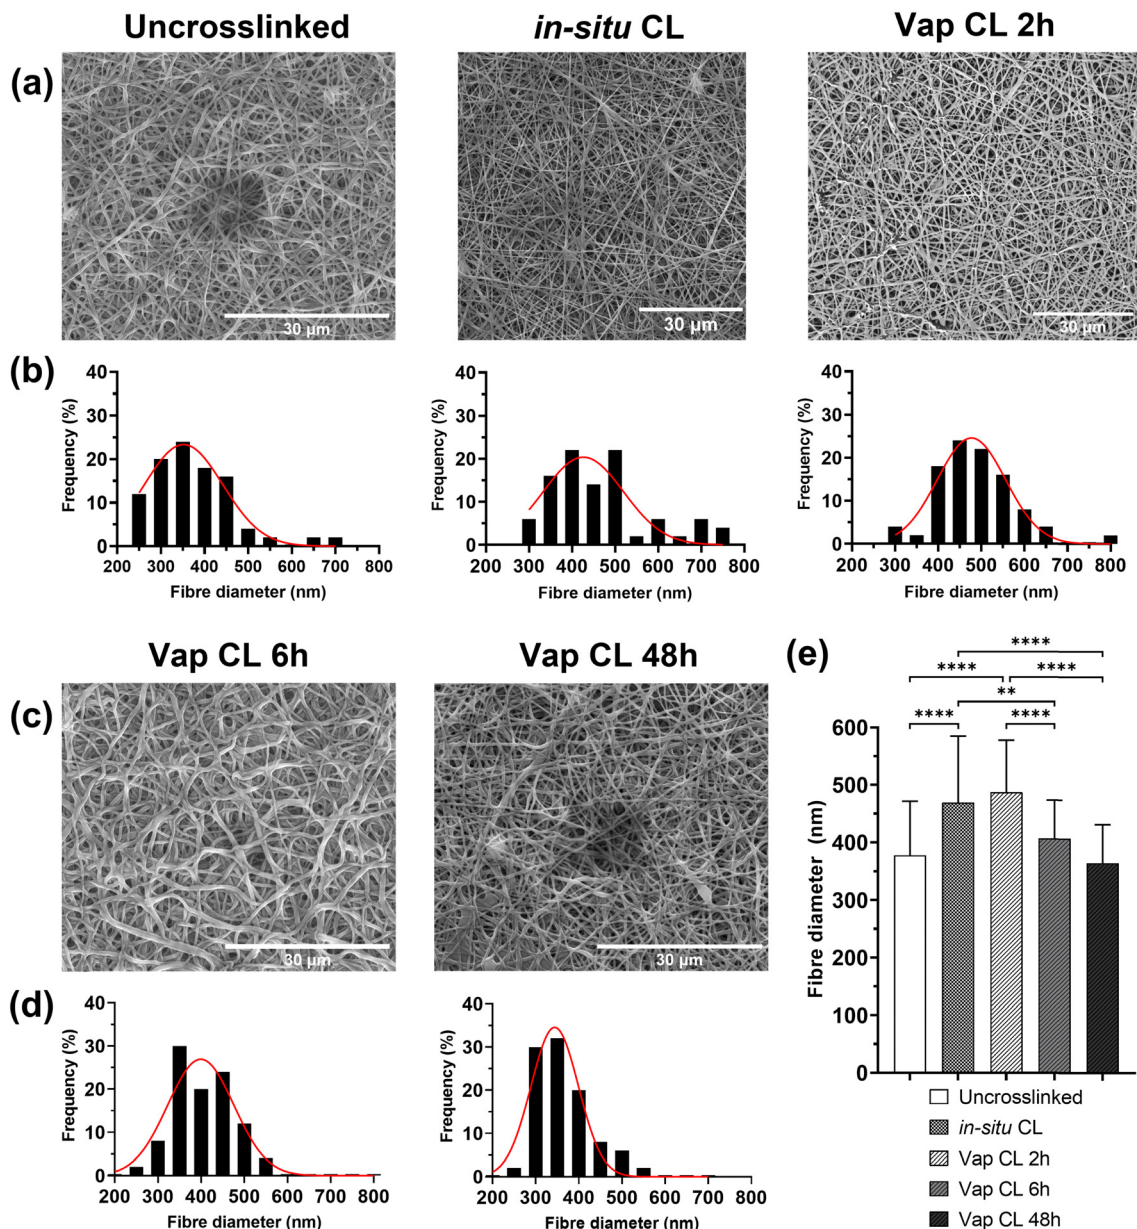 Uncrosslinked
in-situ CL
Vap CL 2h
(a)
30 µm
30 µm
30 µm
(b)
Frequency (%)
40
30
20
10
0
200 300 400 500 600 700 800
Fibre diameter (nm)
Frequency (%)
40
30
20
10
0
200 300 400 500 600 700 800
Fibre diameter (nm)
Frequency (%)
40
30
20
10
0
200 300 400 500 600 700 800
Fibre diameter (nm)
Vap CL 6h
Vap CL 48h
(c)
30 µm
30 µm
(d)
Frequency (%)
40
30
20
10
0
200 300 400 500 600 700 800
Fibre diameter (nm)
Frequency (%)
40
30
20
10
0
200 300 400 500 600 700 800
Fibre diameter (nm)
(e)
****
**** ****
**
**** ****
Fibre diameter (nm)
600
500
400
300
200
100
0
Uncrosslinked
in-situ CL
Vap CL 2h
Vap CL 6h
Vap CL 48h